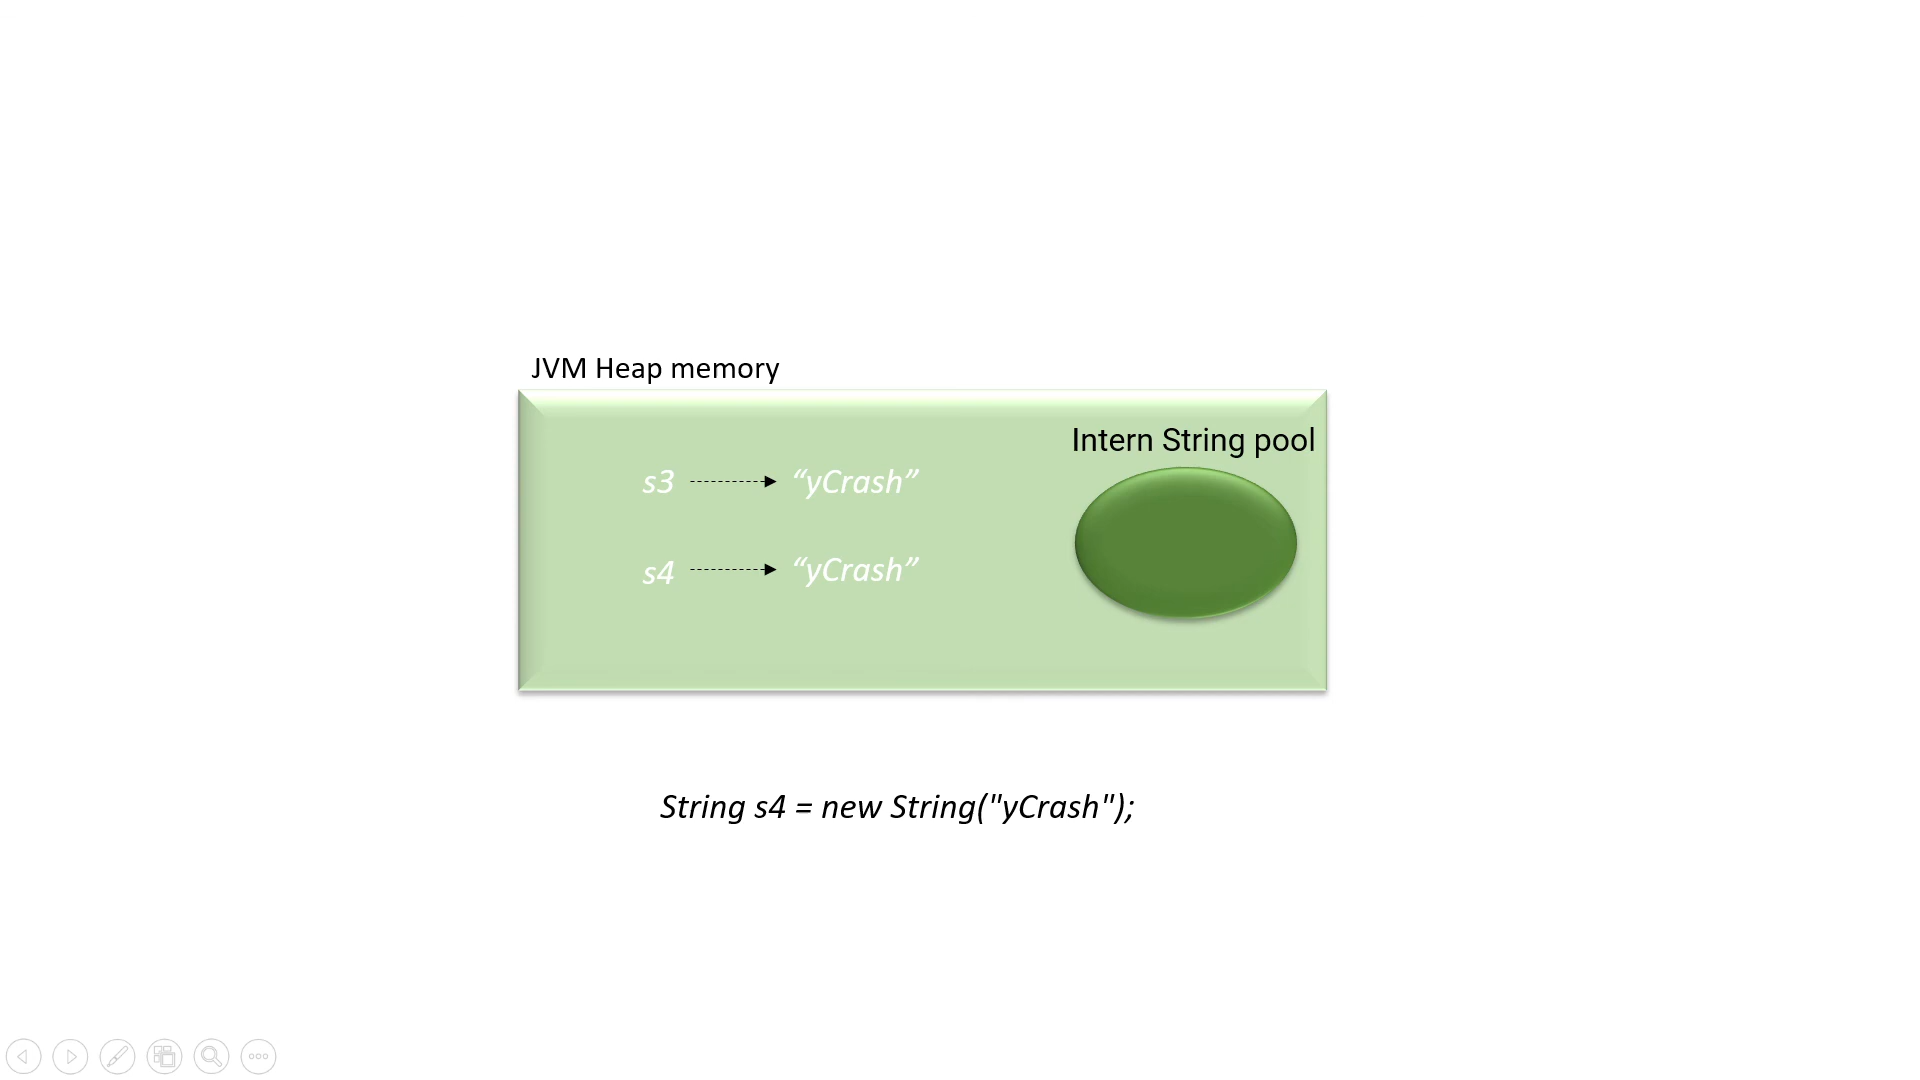 JVM Heap memory
Intern String pool
s3 “yCrash”
s4 “yCrash”
String s4 = new String("yCrash");